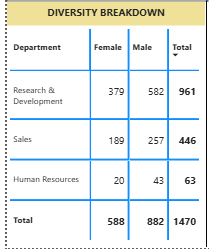 DIVERSITY BREAKDOWN
Department Female Male Total
Research & 379 582 961
Development
Sales 189 257 446
Human Resources 20 43 63
Total 588 882 1470